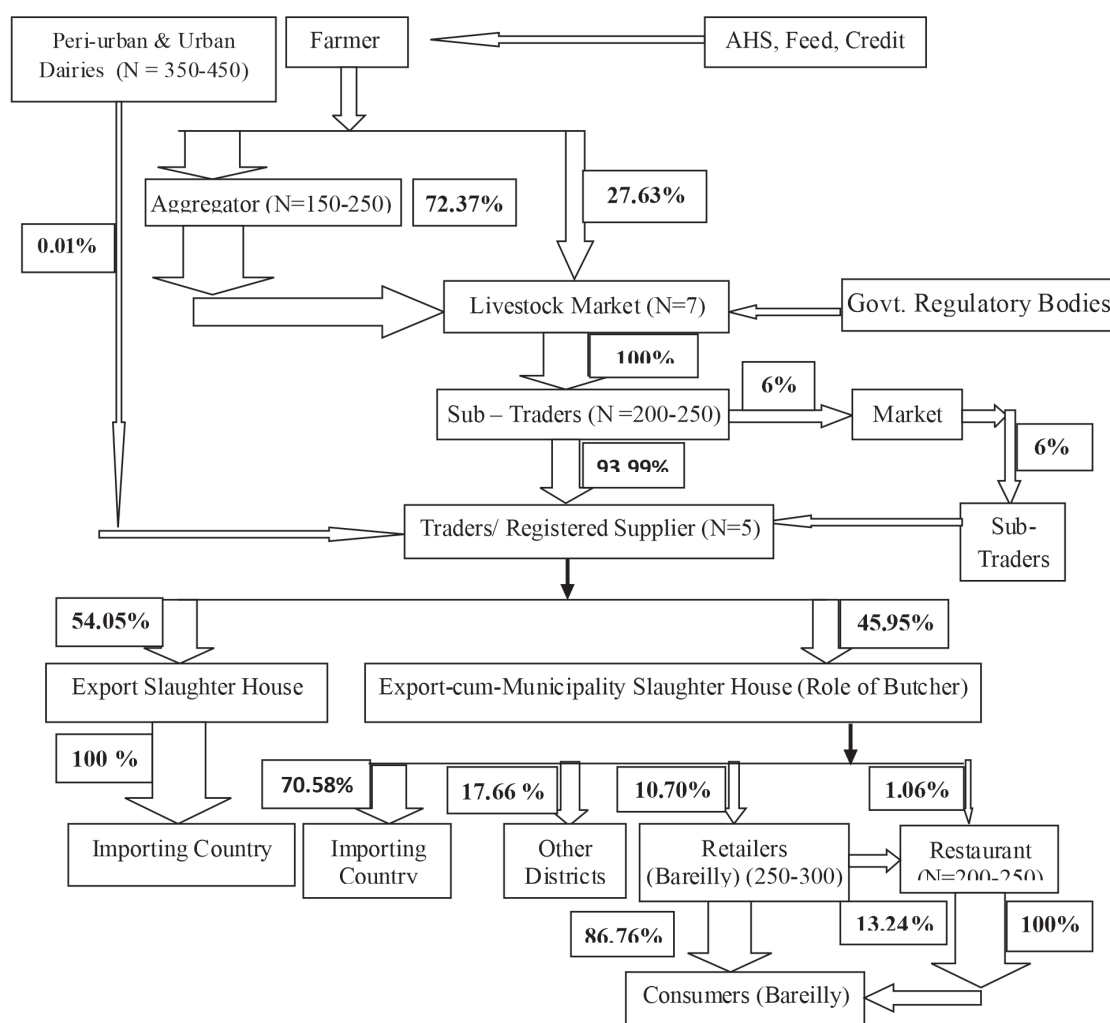 Peri-urban & Urban
Dairies (N = 350-450)
Farmer
AHS, Feed, Credit
Aggregator (N=150-250)
72.37%
27.63%
0.01%
Livestock Market (N=7)
Govt. Regulatory Bodies
100%
6%
Sub – Traders (N =200-250)
Market
93.99%
6%
Traders/ Registered Supplier (N=5)
Sub-
Traders
54.05%
45.95%
Export Slaughter House
Export-cum-Municipality Slaughter House (Role of Butcher)
100 %
70.58%
17.66 %
10.70%
1.06%
Importing Country
Importing
Country
Other
Districts
Retailers
(Bareilly) (250-300)
Restaurant
(N=200-250)
86.76%
13.24%
100%
Consumers (Bareilly)